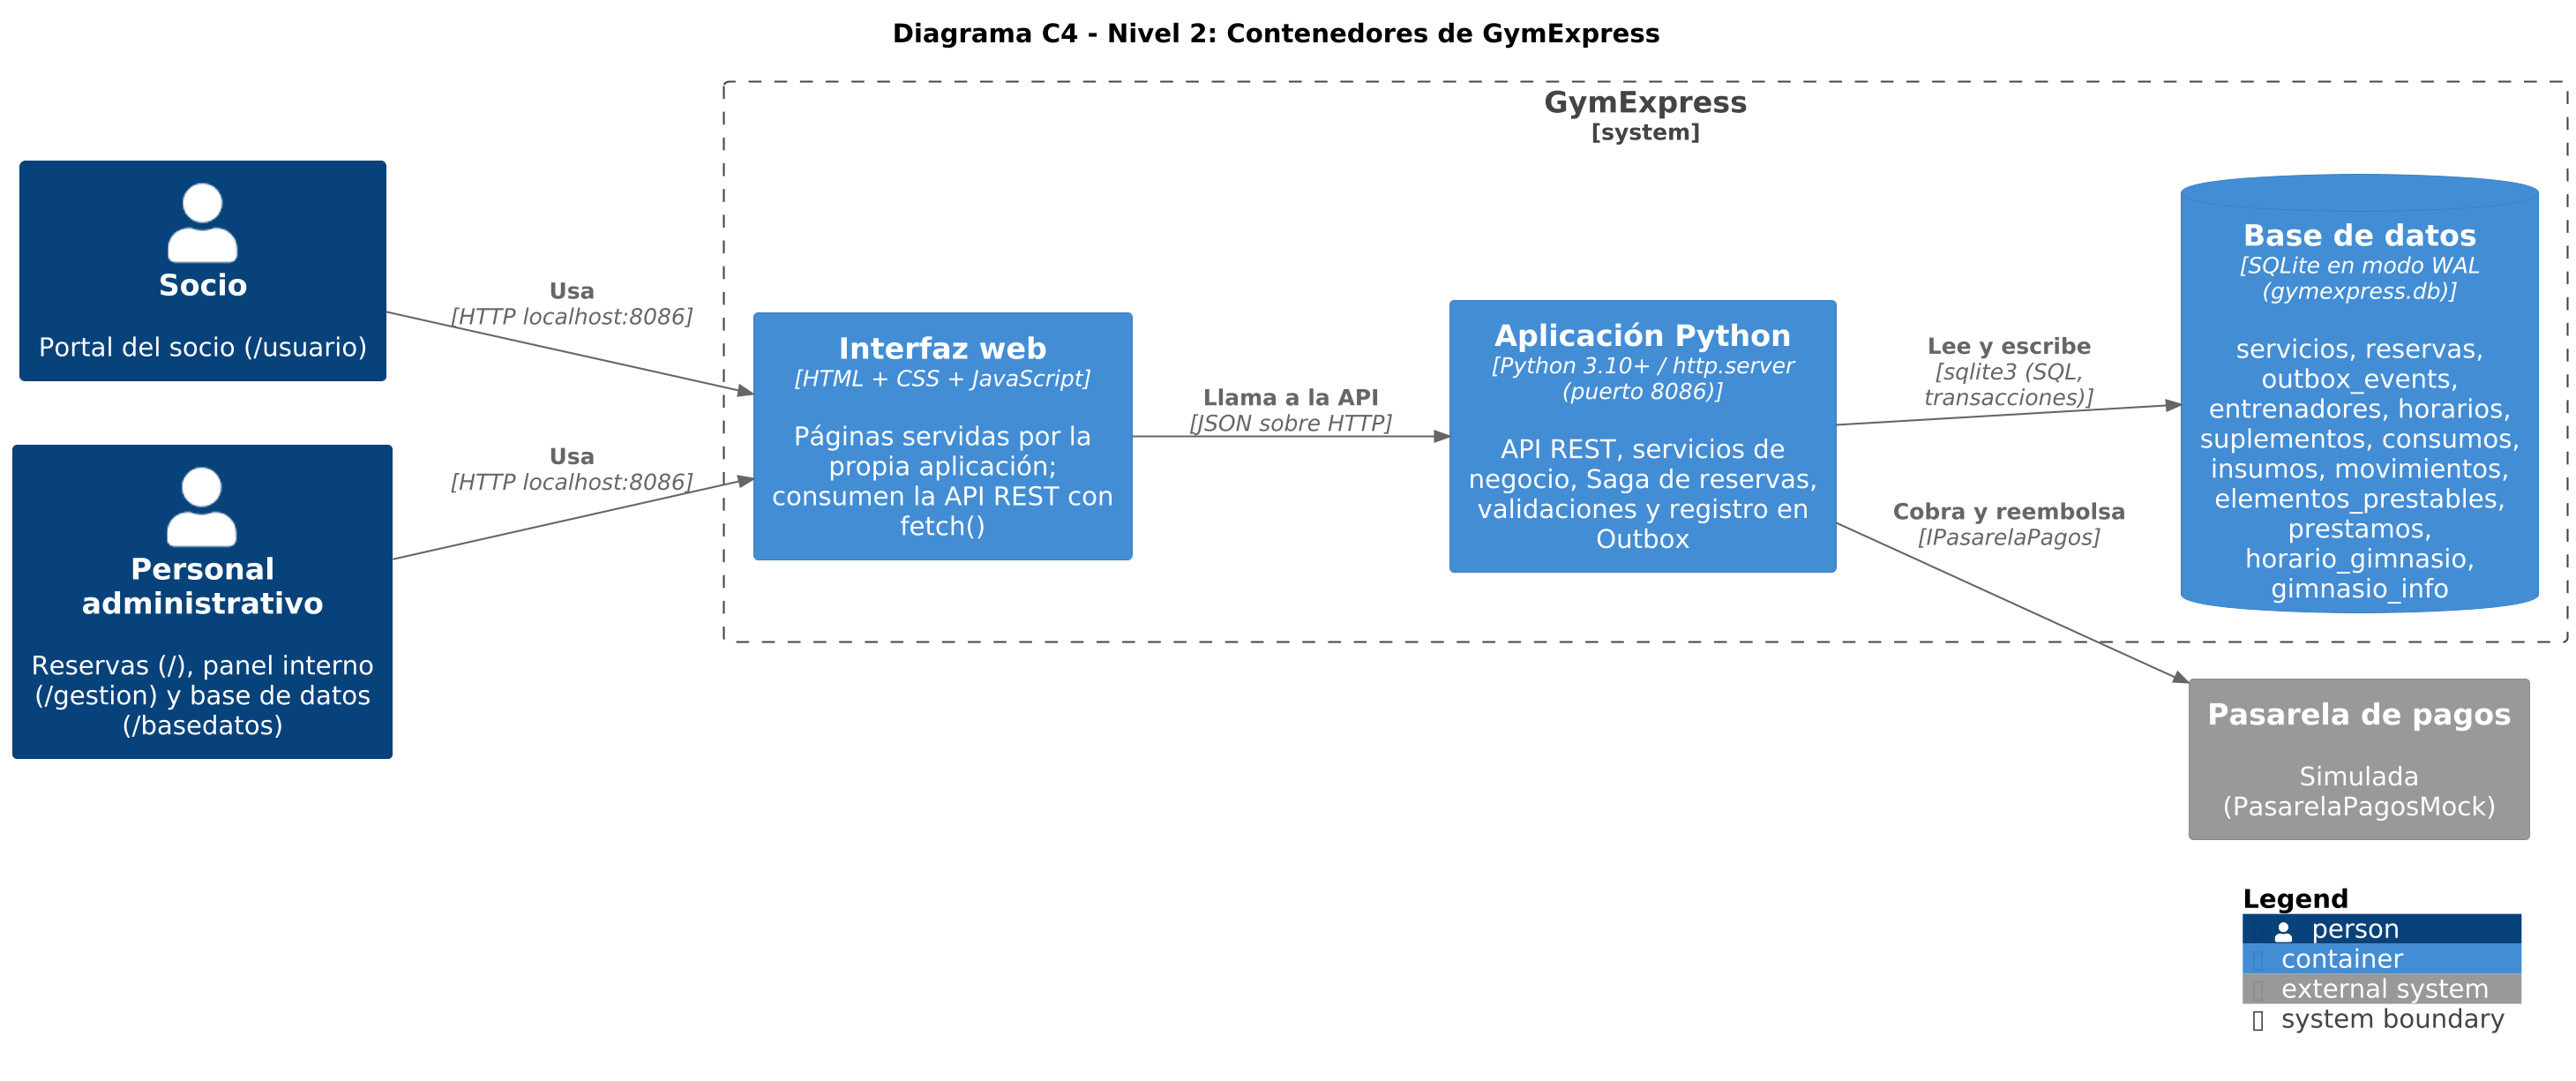 Diagrama C4 - Nivel 2: Contenedores de GymExpress
GymExpress
[system]
Socio
Portal del socio (/usuario)
Usa
[HTTP localhost:8086]
Personal
administrativo
Reservas (/), panel interno
(/gestion) y base de datos
(/basedatos)
Usa
[HTTP localhost:8086]
Interfaz web
[HTML + CSS + JavaScript]
Páginas servidas por la
propia aplicación;
consumen la API REST con
fetch()
Llama a la API
[JSON sobre HTTP]
Aplicación Python
[Python 3.10+ / http.server
(puerto 8086)]
API REST, servicios de
negocio, Saga de reservas,
validaciones y registro en
Outbox
Lee y escribe
[sqlite3 (SQL,
transacciones)]
Cobra y reembolsa
[IPasarelaPagos]
Base de datos
[SQLite en modo WAL
(gymexpress.db)]
servicios, reservas,
outbox_events,
entrenadores, horarios,
suplementos, consumos,
insumos, movimientos,
elementos_prestables,
prestamos,
horario_gimnasio,
gimnasio_info
Pasarela de pagos
Simulada
(PasarelaPagosMock)
Legend
person
container
external system
system boundary